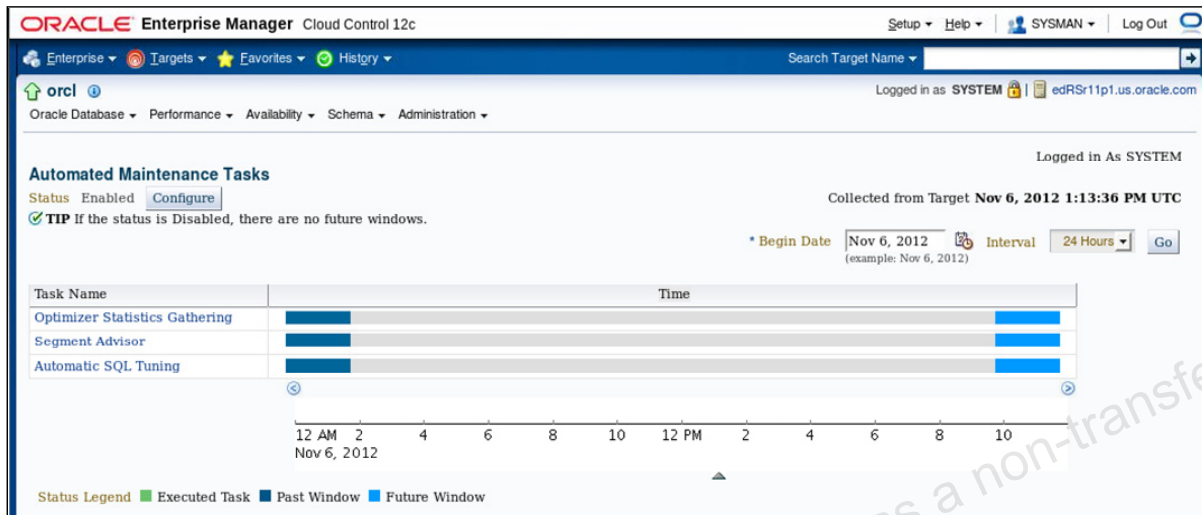 ORACLE Enterprise Manager Cloud Control 12c Setup Help SYSMAN Log Out
Enterprise Targets Favorites History Search Target Name
orcl Logged in as SYSTEM edRSr11p1.us.oracle.com
Oracle Database Performance Availability Schema Administration
Logged in As SYSTEM
Automated Maintenance Tasks
Status Enabled Configure Collected from Target Nov 6, 2012 1:13:36 PM UTC
TIP If the status is Disabled, there are no future windows.
* Begin Date Nov 6, 2012 Interval 24 Hours Go
(example: Nov 6, 2012)
Task Name Time
Optimizer Statistics Gathering
Segment Advisor
Automatic SQL Tuning
12 AM 2 4 6 8 10 12 PM 2 4 6 8 10
Nov 6, 2012
Status Legend Executed Task Past Window Future Window
a non-transfe